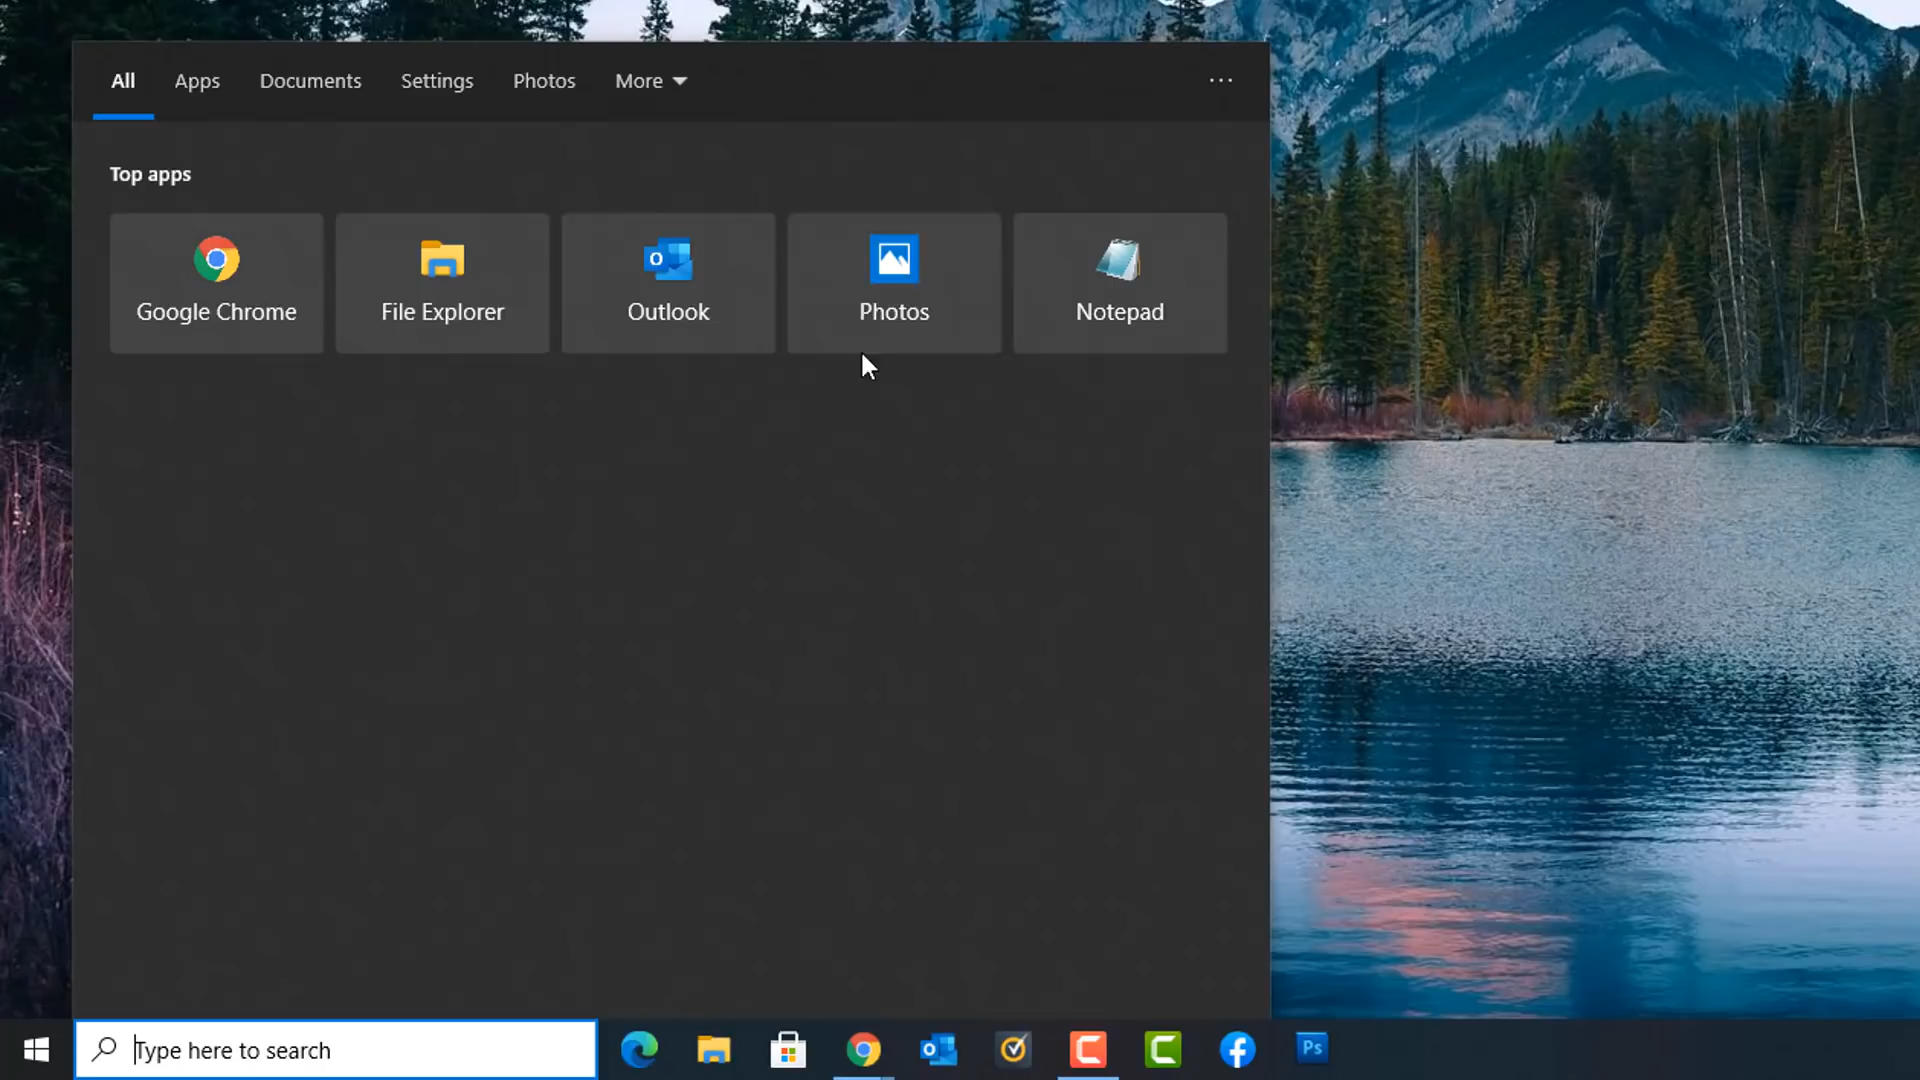 All Apps Documents Settings Photos More ...
Top apps
Google Chrome File Explorer Outlook Photos Notepad
Type here to search
Ps